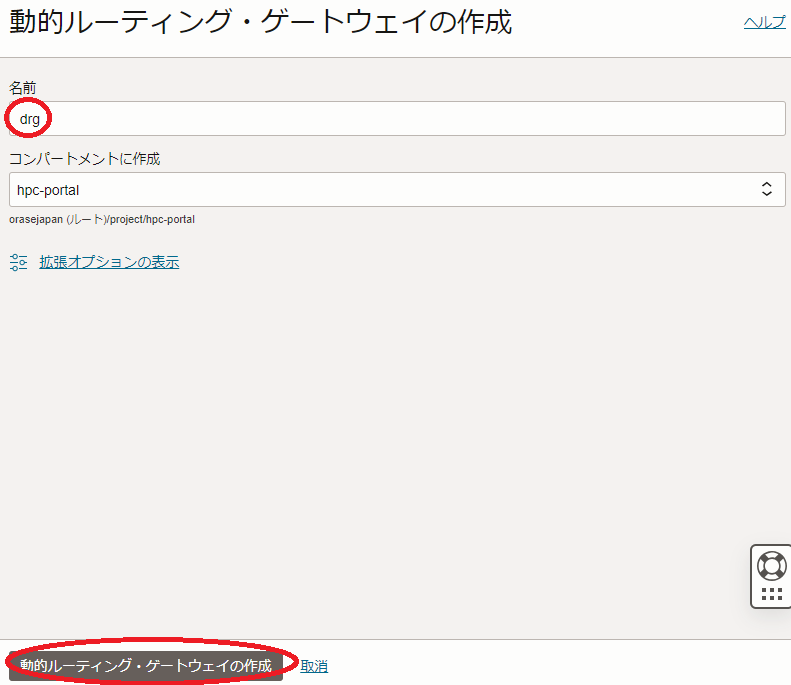 動的ルーティング・ゲートウェイの作成
ヘルプ
名前
drg
コンパートメントに作成
hpc-portal
orasejapan (ルート)/project/hpc-portal
拡張オプションの表示
動的ルーティング・ゲートウェイの作成
取消